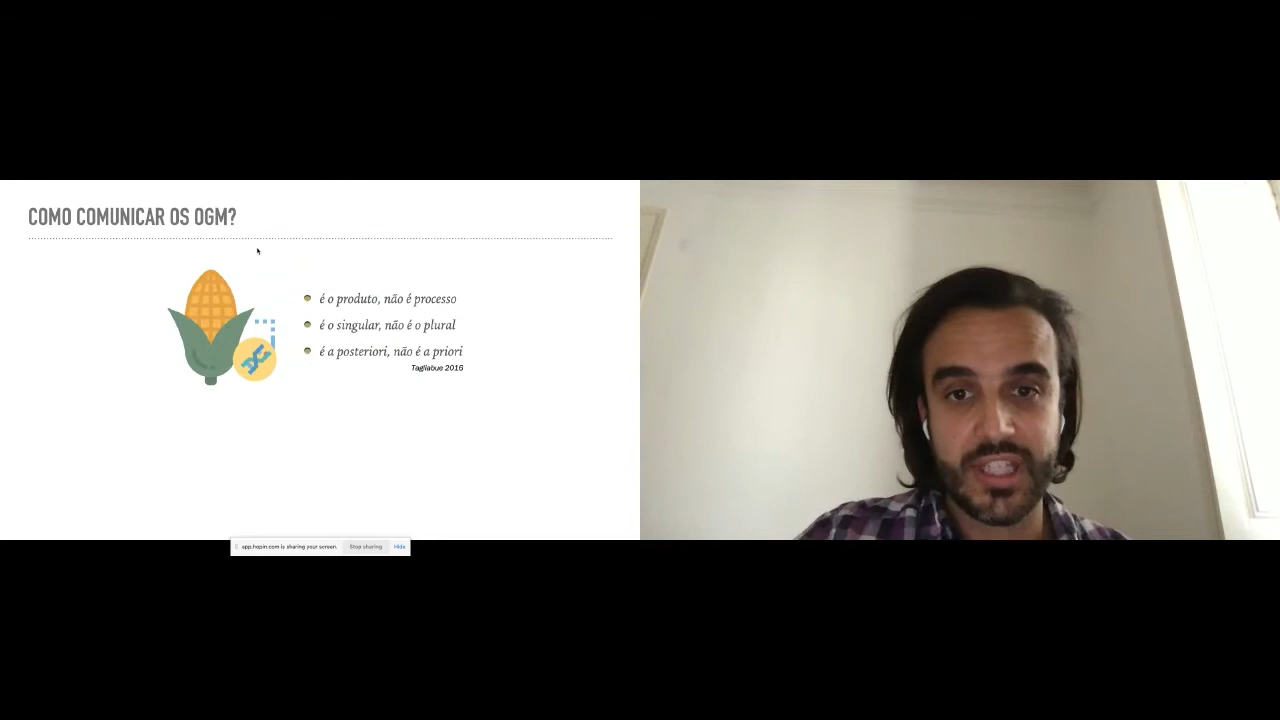 COMO COMUNICAR OS OGM?
é o produto, não é processo
é o singular, não é o plural
é a posteriori, não é a priori
Tagliabue 2016
app.hopin.com is sharing your screen. Stop sharing Hide